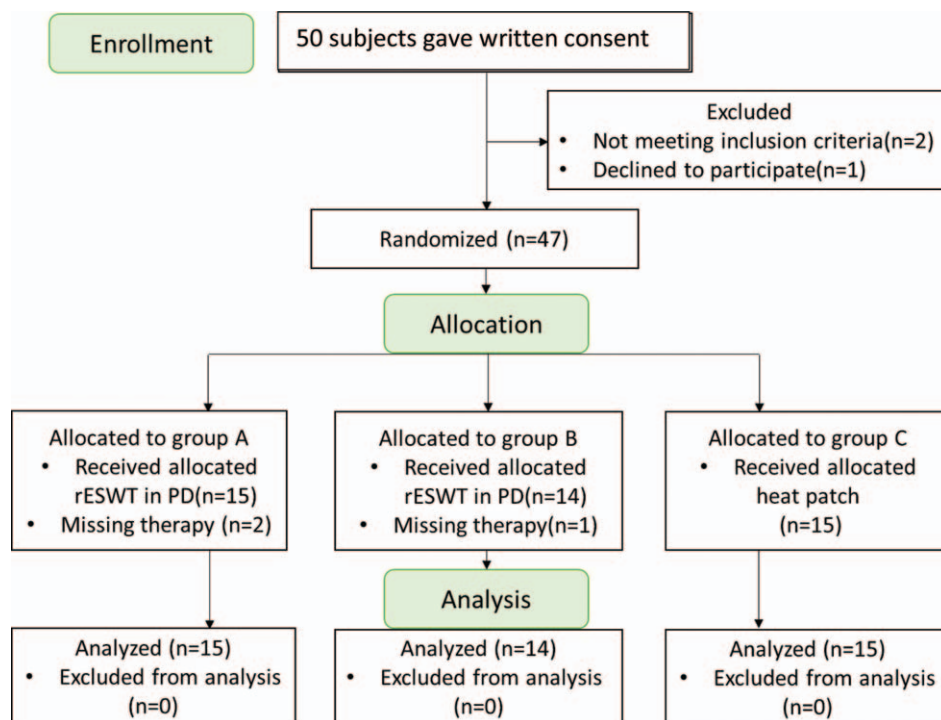 Enrollment
50 subjects gave written consent
Excluded
• Not meeting inclusion criteria(n=2)
• Declined to participate(n=1)
Randomized (n=47)
Allocation
Allocated to group A
• Received allocated
rESWT in PD(n=15)
• Missing therapy (n=2)
Allocated to group B
• Received allocated
rESWT in PD(n=14)
• Missing therapy(n=1)
Allocated to group C
• Received allocated
heat patch
(n=15)
Analysis
Analyzed (n=15)
• Excluded from analysis
(n=0)
Analyzed (n=14)
• Excluded from analysis
(n=0)
Analyzed (n=15)
• Excluded from analysis
(n=0)